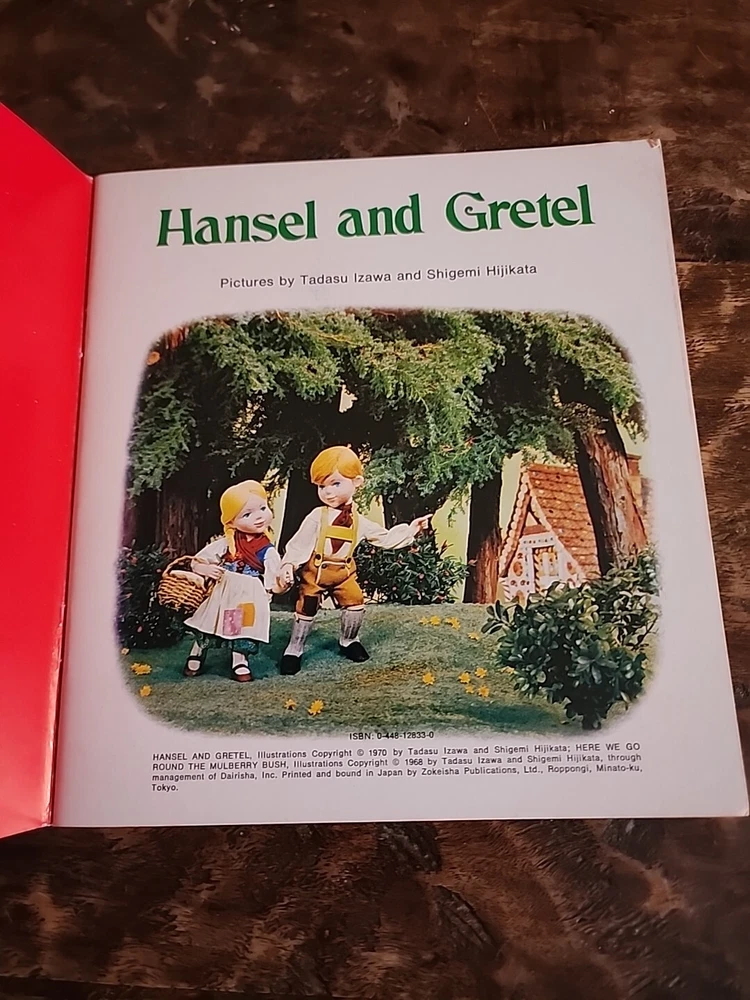 Hansel and Gretel
Pictures by Tadasu Izawa and Shigemi Hijikata
ISBN: 0-448-12833-0
HANSEL AND GRETEL, Illustrations Copyright © 1970 by Tadasu Izawa and Shigemi Hijikata; HERE WE GO
ROUND THE MULBERRY BUSH, Illustrations Copyright © 1968 by Tadasu Izawa and Shigemi Hijikata, through
management of Dairisha, Inc. Printed and bound in Japan by Zokeisha Publications, Ltd., Roppongi, Minato-ku,
Tokyo.